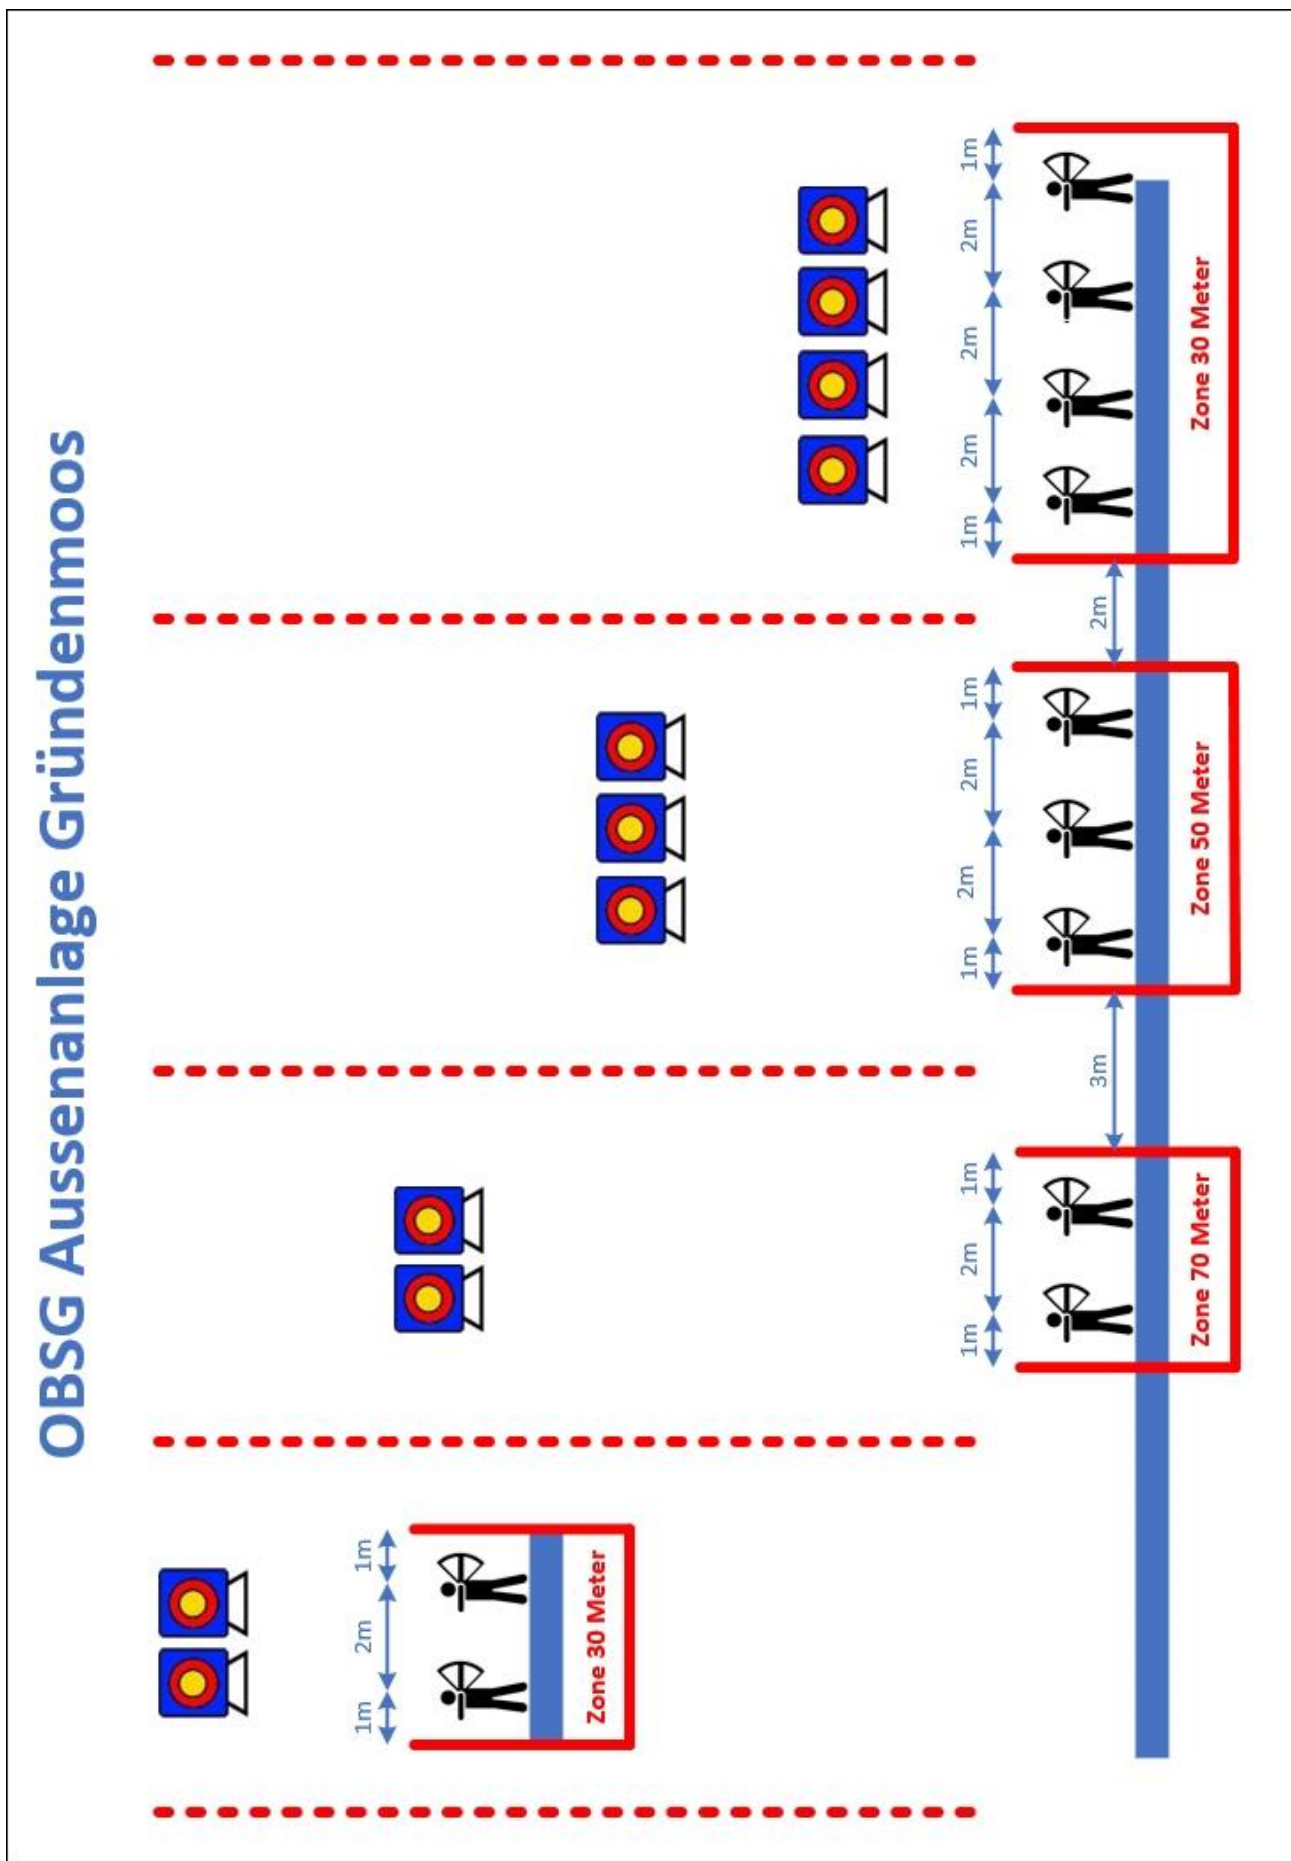 OBSG Aussenanlage Gründenmoos
1m 2m 1m
Zone 30 Meter
1m 2m 1m 1m 2m 2m 1m 1m 2m 2m 2m 1m
3m 2m
Zone 70 Meter Zone 50 Meter Zone 30 Meter